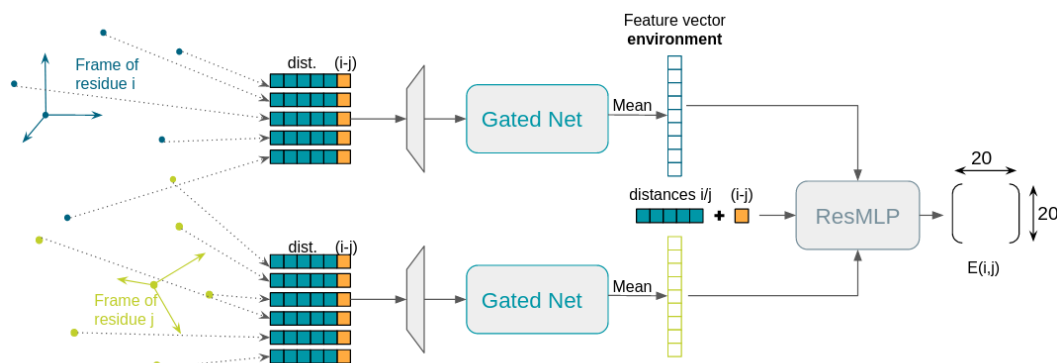 Feature vector
environment
Frame of
residue i
dist. (i-j)
Gated Net
Mean
20
20
distances i/j (i-j)
+
ResMLP
E(i,j)
dist. (i-j)
Gated Net
Mean
Frame of
residue j